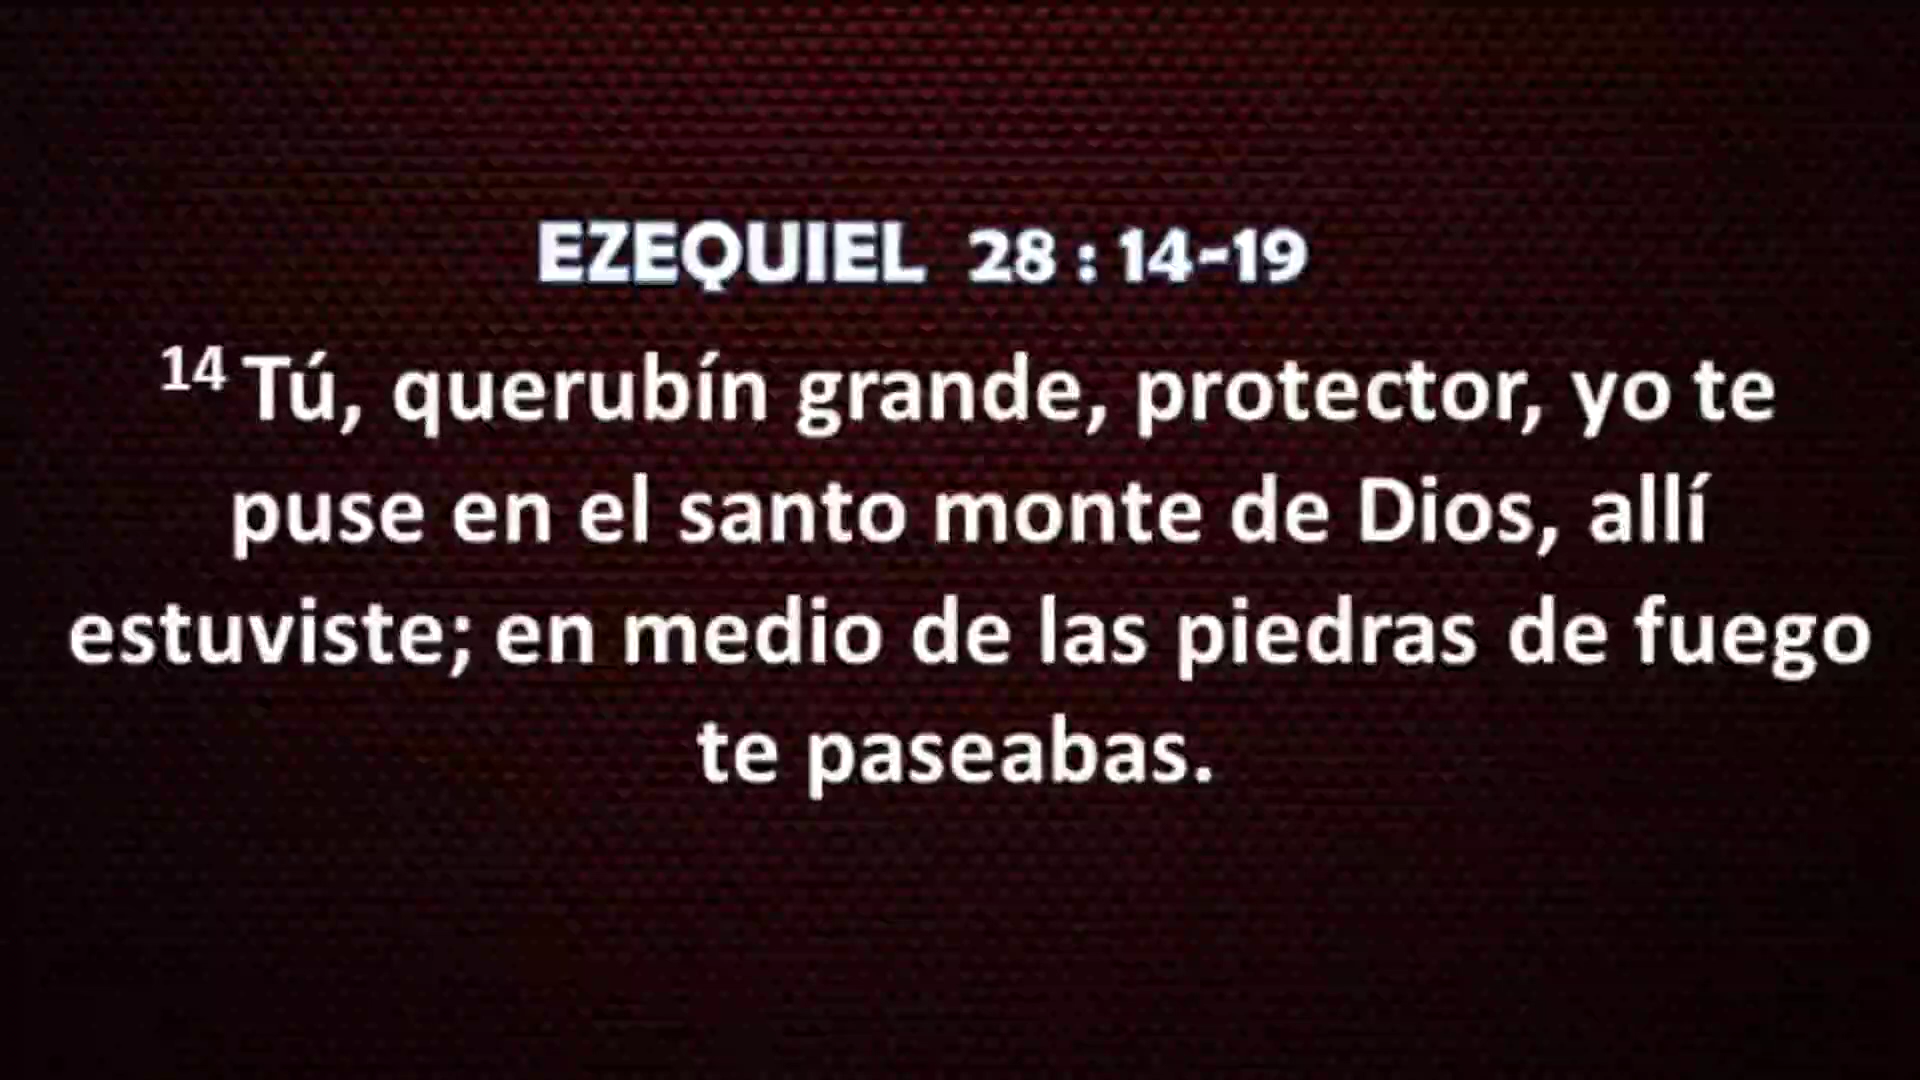 EZEQUIEL 28 : 14-19
14 Tú, querubín grande, protector, yo te
puse en el santo monte de Dios, allí
estuviste; en medio de las piedras de fuego
te paseabas.